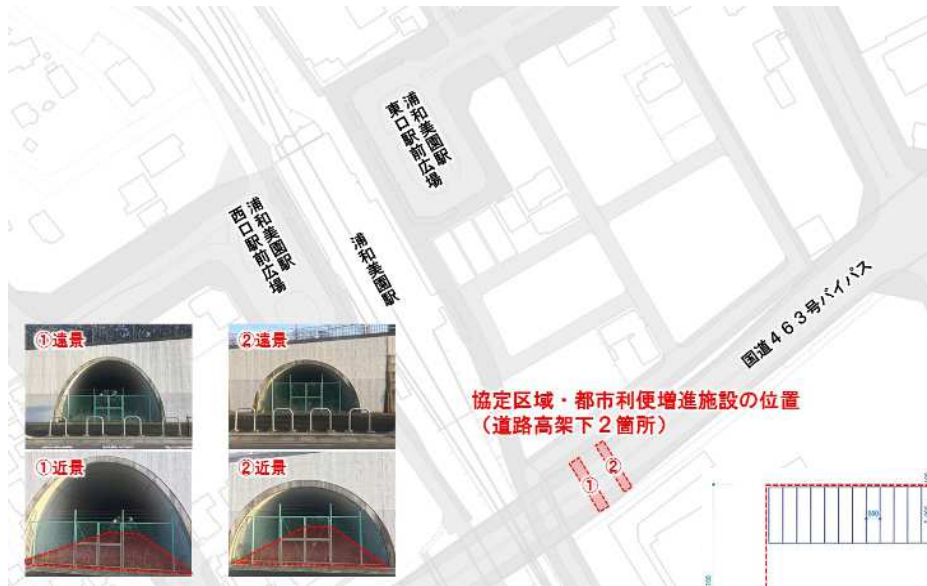 浦和美園駅
東口駅前広場
浦和美園駅
西口駅前広場
浦和美園駅
国道463号バイパス
①遠景
②遠景
協定区域・都市利便増進施設の位置
（道路高架下２箇所）
①近景
②近景
①
②